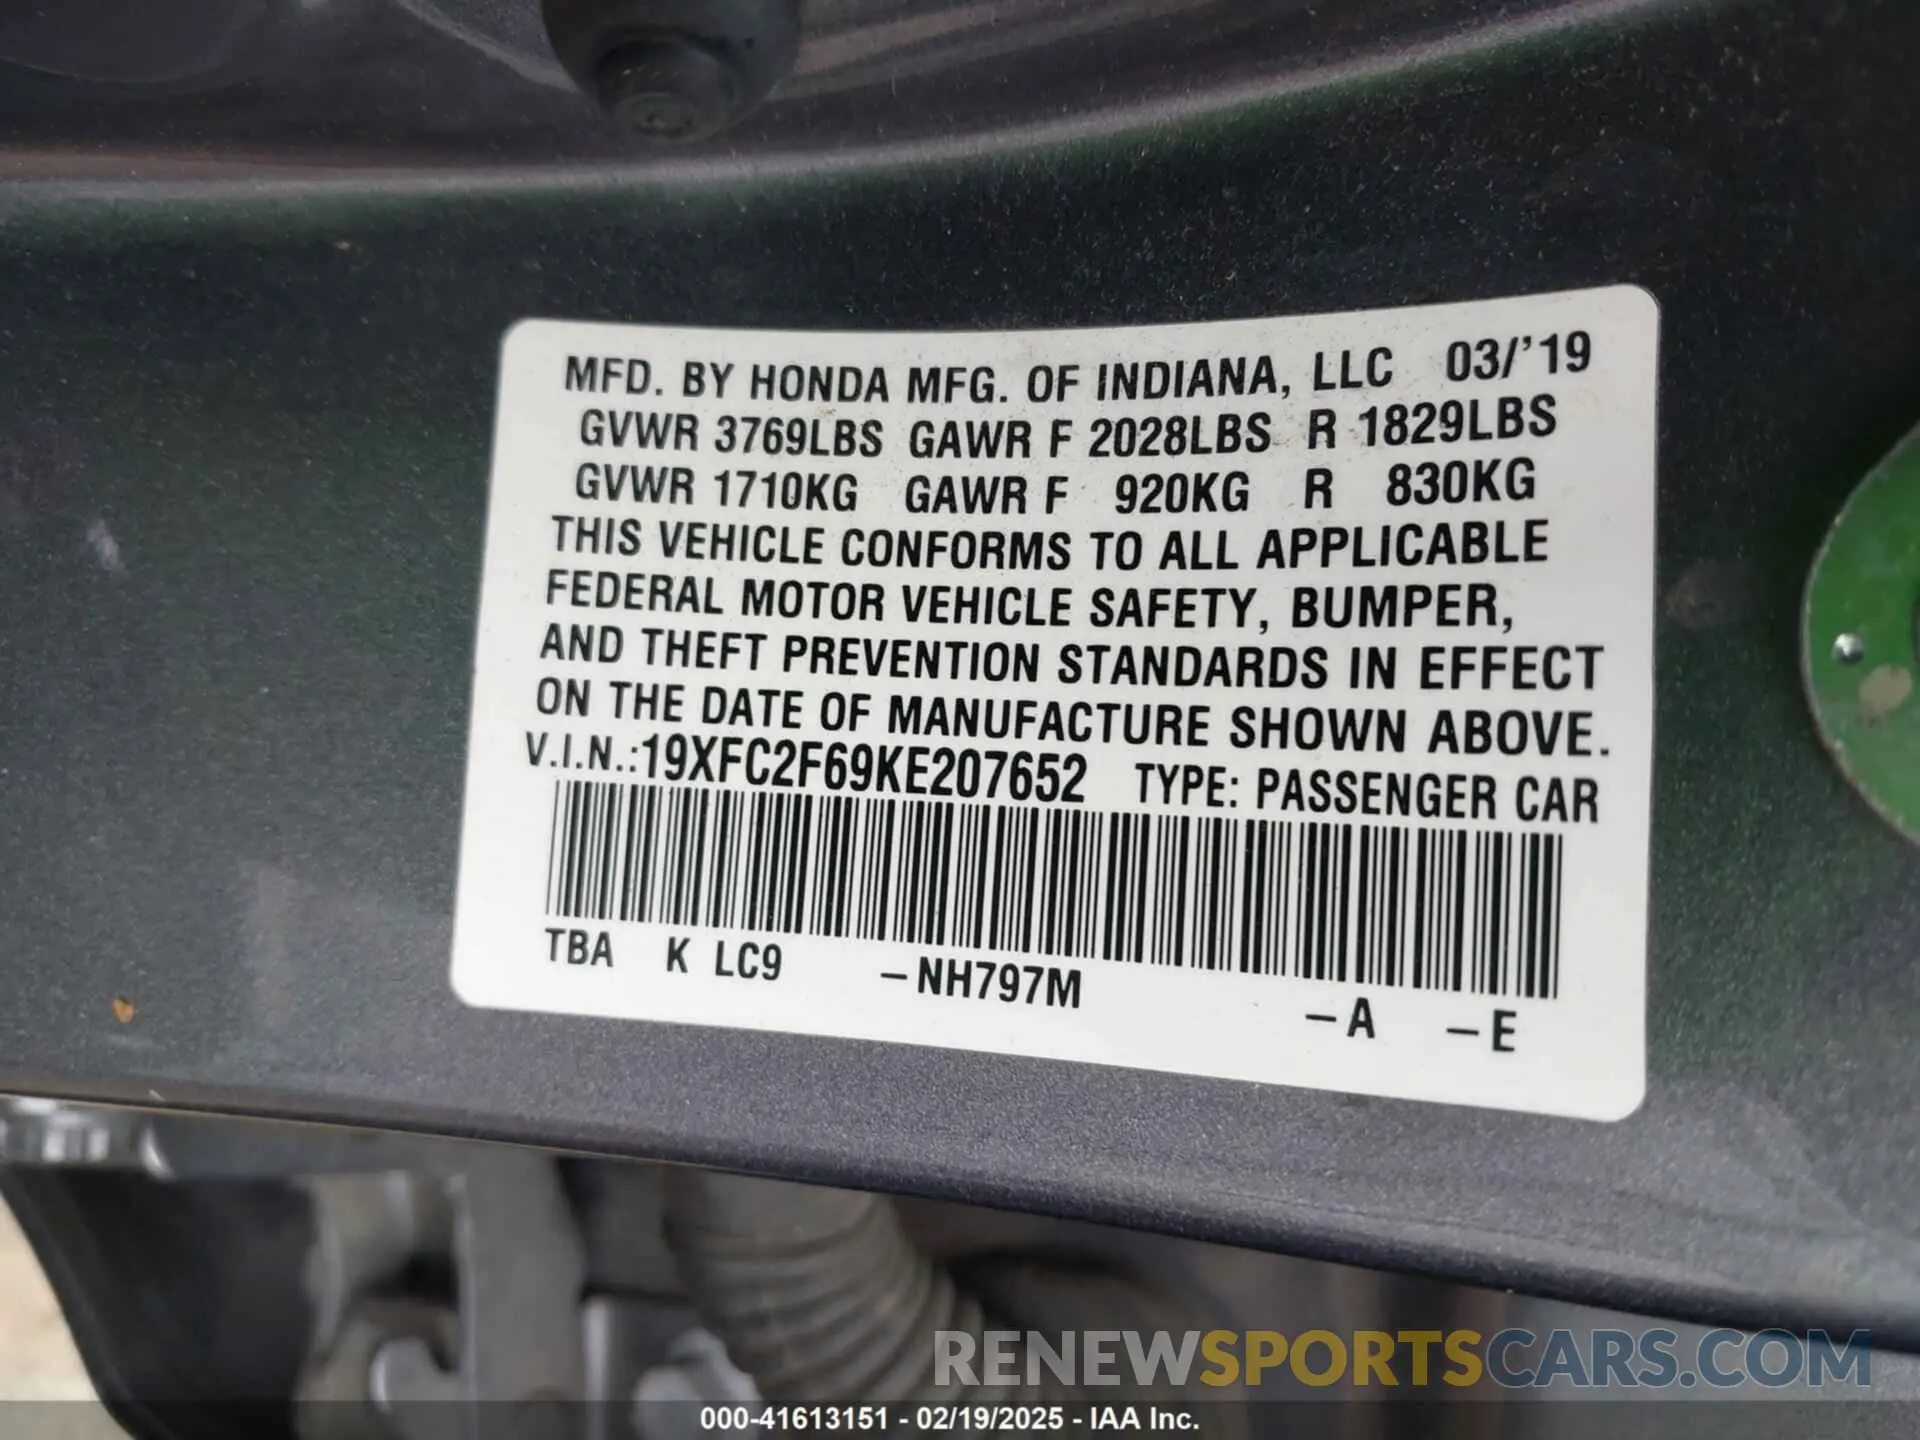 MFD. BY HONDA MFG. OF INDIANA, LLC 03/'19
GVWR 3769LBS GAWR F 2028LBS R 1829LBS
GVWR 1710KG GAWR F 920KG R 830KG
THIS VEHICLE CONFORMS TO ALL APPLICABLE
FEDERAL MOTOR VEHICLE SAFETY, BUMPER,
AND THEFT PREVENTION STANDARDS IN EFFECT
ON THE DATE OF MANUFACTURE SHOWN ABOVE.
V.I.N.:19XFC2F69KE207652 TYPE: PASSENGER CAR
TBA K LC9 –NH797M –A –E
RENEWSPORTSCARS.COM
000-41613151 - 02/19/2025 - IAA Inc.